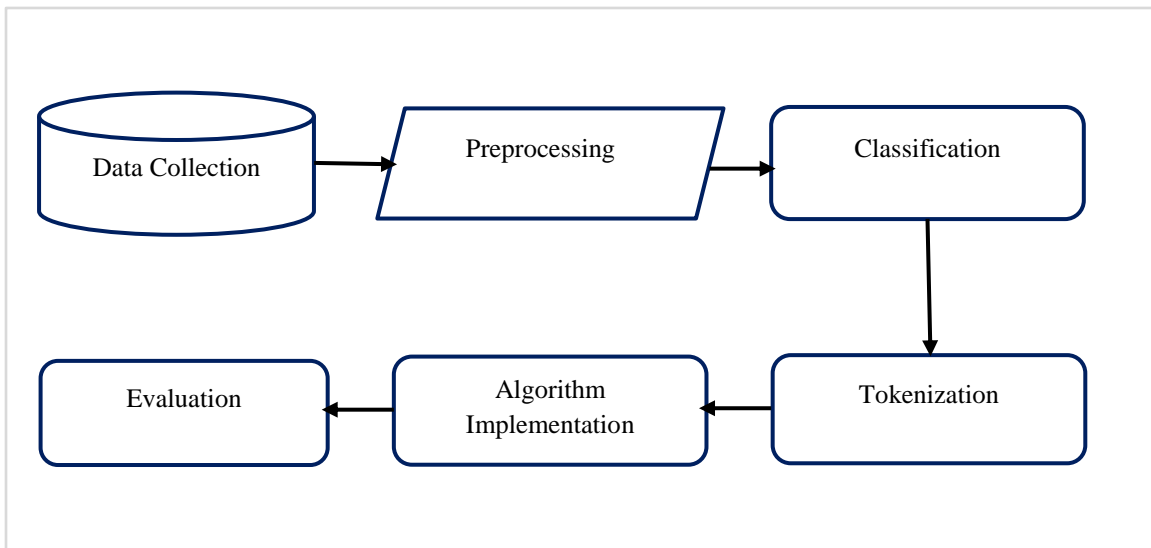 Data Collection
Preprocessing
Classification
Tokenization
Algorithm
Implementation
Evaluation